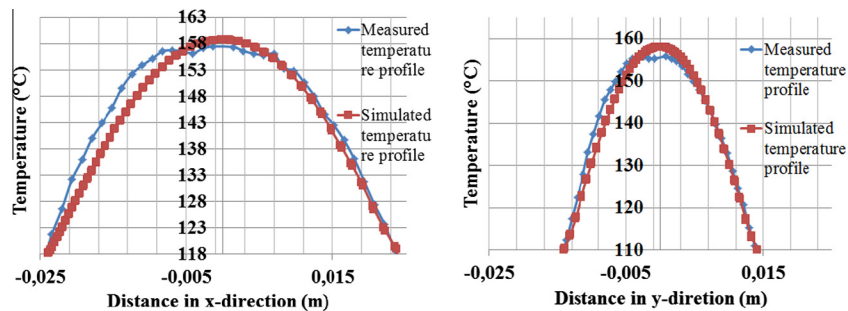 163
158
153
148
143
138
133
128
123
118
Temperature (°C)
Measured
temperatu
re profile
Simulated
temperatu
re profile
-0,025
-0,005
0,015
Distance in x-direction (m)
160
150
140
130
120
110
Temperature (°C)
Measured
temperature
profile
Simulated
temperature
profile
-0,025
-0,005
0,015
Distance in y-diretion (m)